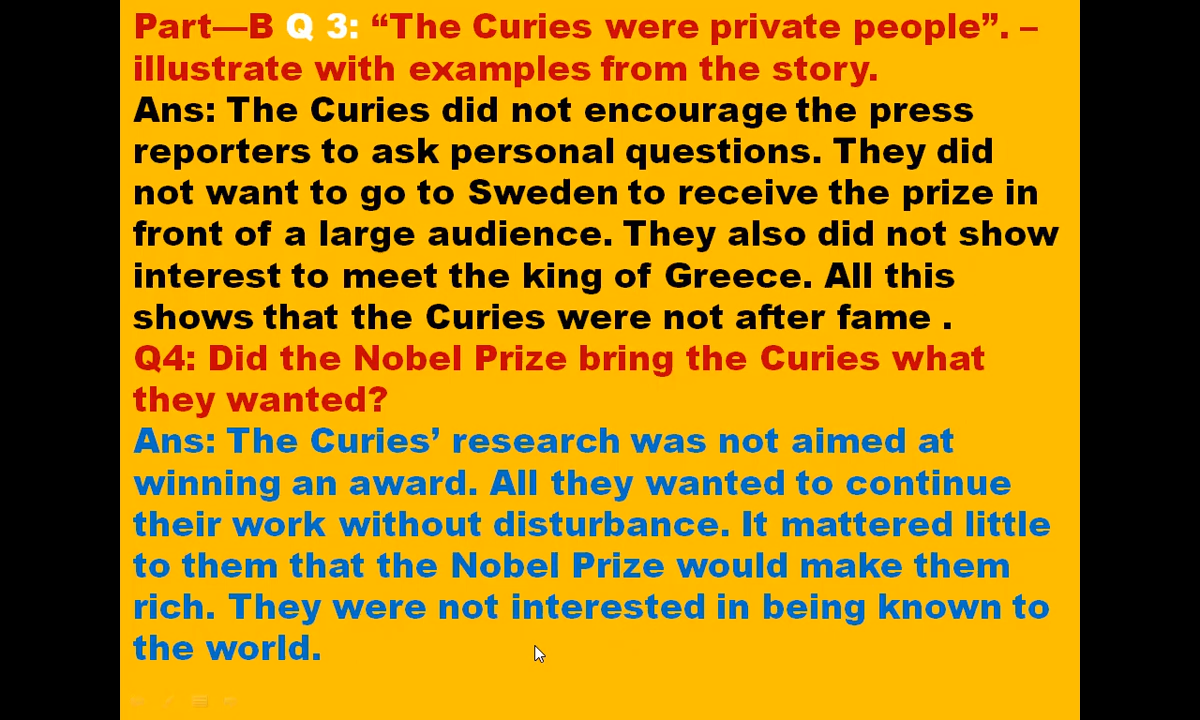 Part—B Q 3: “The Curies were private people”. –
illustrate with examples from the story.
Ans: The Curies did not encourage the press
reporters to ask personal questions. They did
not want to go to Sweden to receive the prize in
front of a large audience. They also did not show
interest to meet the king of Greece. All this
shows that the Curies were not after fame .
Q4: Did the Nobel Prize bring the Curies what
they wanted?
Ans: The Curies’ research was not aimed at
winning an award. All they wanted to continue
their work without disturbance. It mattered little
to them that the Nobel Prize would make them
rich. They were not interested in being known to
the world.